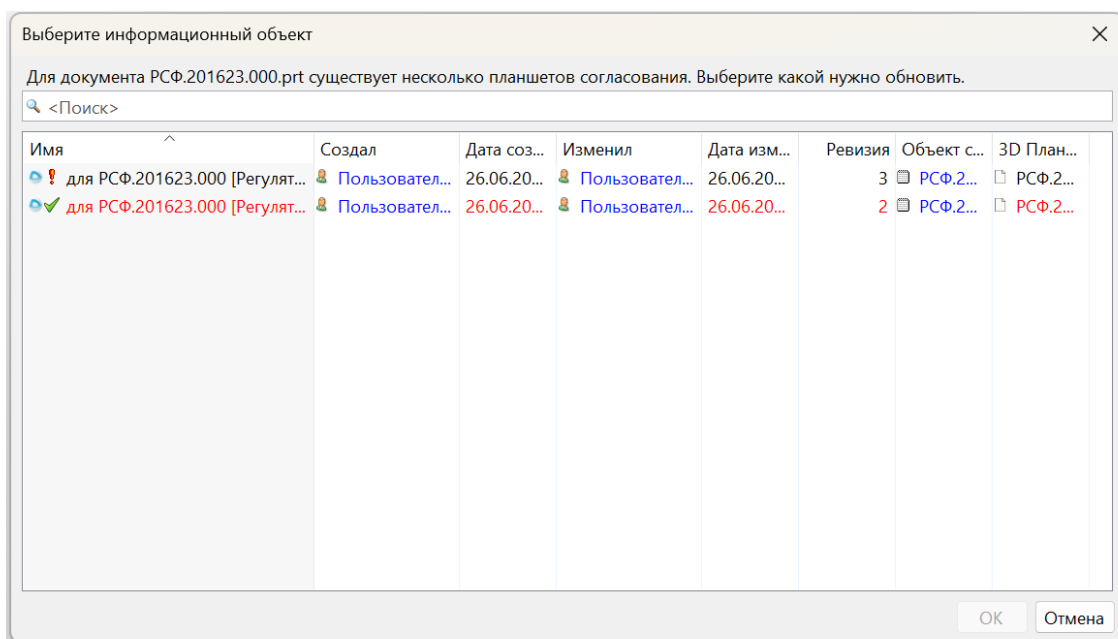 Выберите информационный объект
Для документа РСФ.201623.000.prt существует несколько планшетов согласования. Выберите какой нужно обновить.
<Поиск>
Имя Создал Дата соз... Изменил Дата изм... Ревизия Объект с... 3D План...
для РСФ.201623.000 [Регулят... Пользовател... 26.06.20... Пользовател... 26.06.20... 3 РСФ.2... РСФ.2...
для РСФ.201623.000 [Регулят... Пользовател... 26.06.20... Пользовател... 26.06.20... 2 РСФ.2... РСФ.2...
ОК Отмена